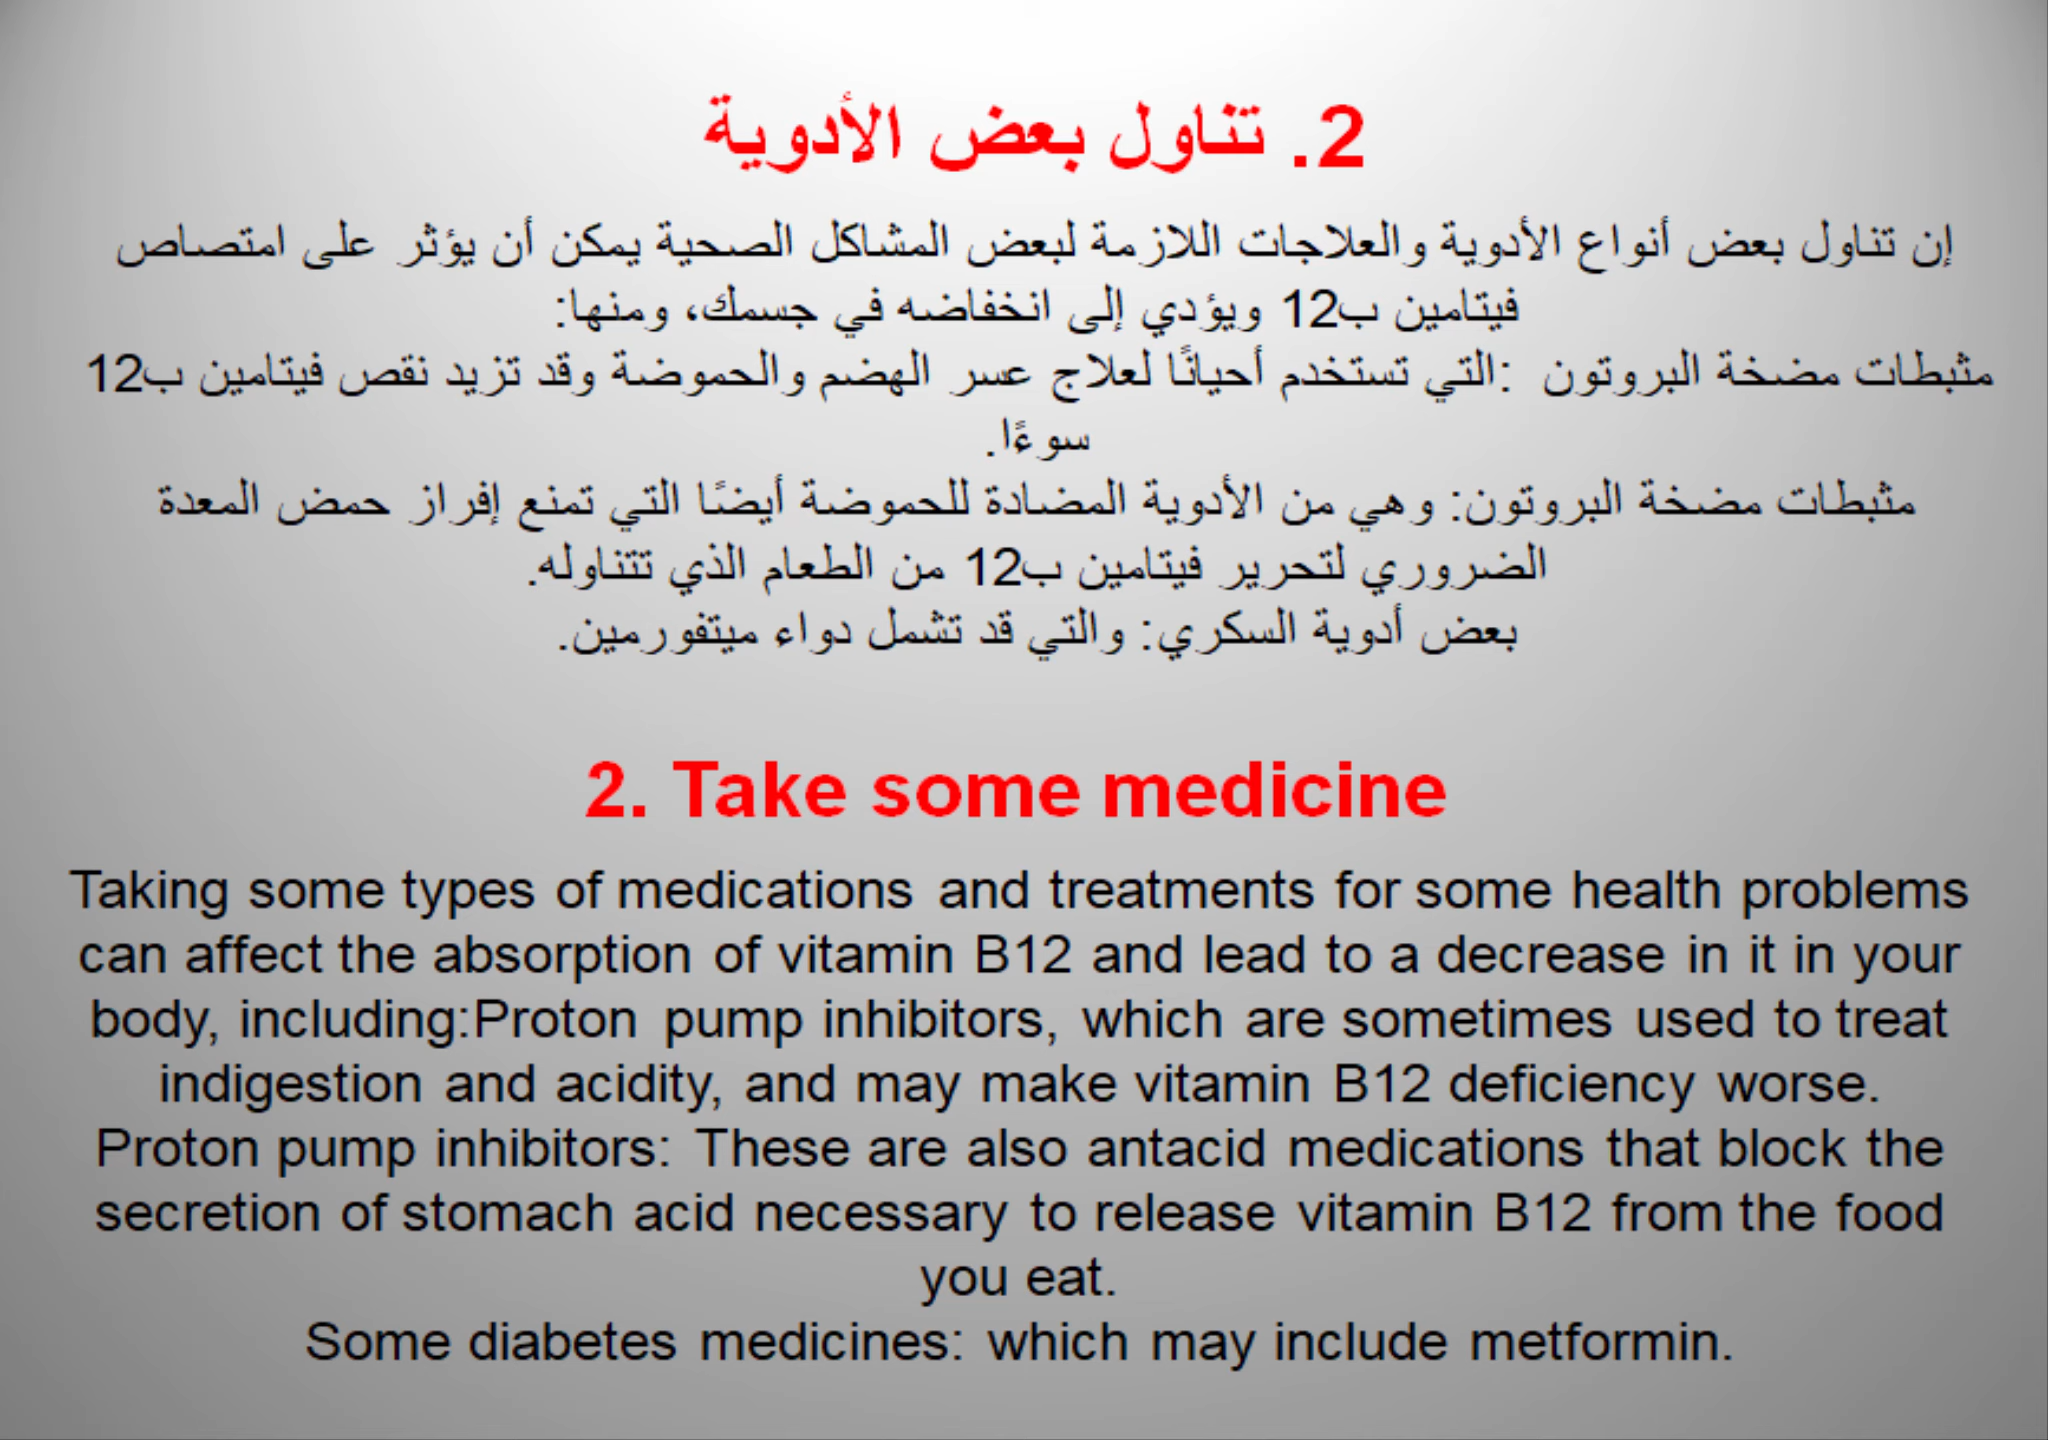 2. تناول بعض الأدوية
إن تناول بعض أنواع الأدوية والعلاجات اللازمة لبعض المشاكل الصحية يمكن أن يؤثر على امتصاص
فيتامين ب12 ويؤدي إلى انخفاضه في جسمك، ومنها:
مثبطات مضخة البروتون :التي تستخدم أحيانًا لعلاج عسر الهضم والحموضة وقد تزيد نقص فيتامين ب12
سوءًا.
مثبطات مضخة البروتون: وهي من الأدوية المضادة للحموضة أيضًا التي تمنع إفراز حمض المعدة
الضروري لتحرير فيتامين ب12 من الطعام الذي تتناوله.
بعض أدوية السكري: والتي قد تشمل دواء ميتفورمين.
2. Take some medicine
Taking some types of medications and treatments for some health problems
can affect the absorption of vitamin B12 and lead to a decrease in it in your
body, including:Proton pump inhibitors, which are sometimes used to treat
indigestion and acidity, and may make vitamin B12 deficiency worse.
Proton pump inhibitors: These are also antacid medications that block the
secretion of stomach acid necessary to release vitamin B12 from the food
you eat.
Some diabetes medicines: which may include metformin.